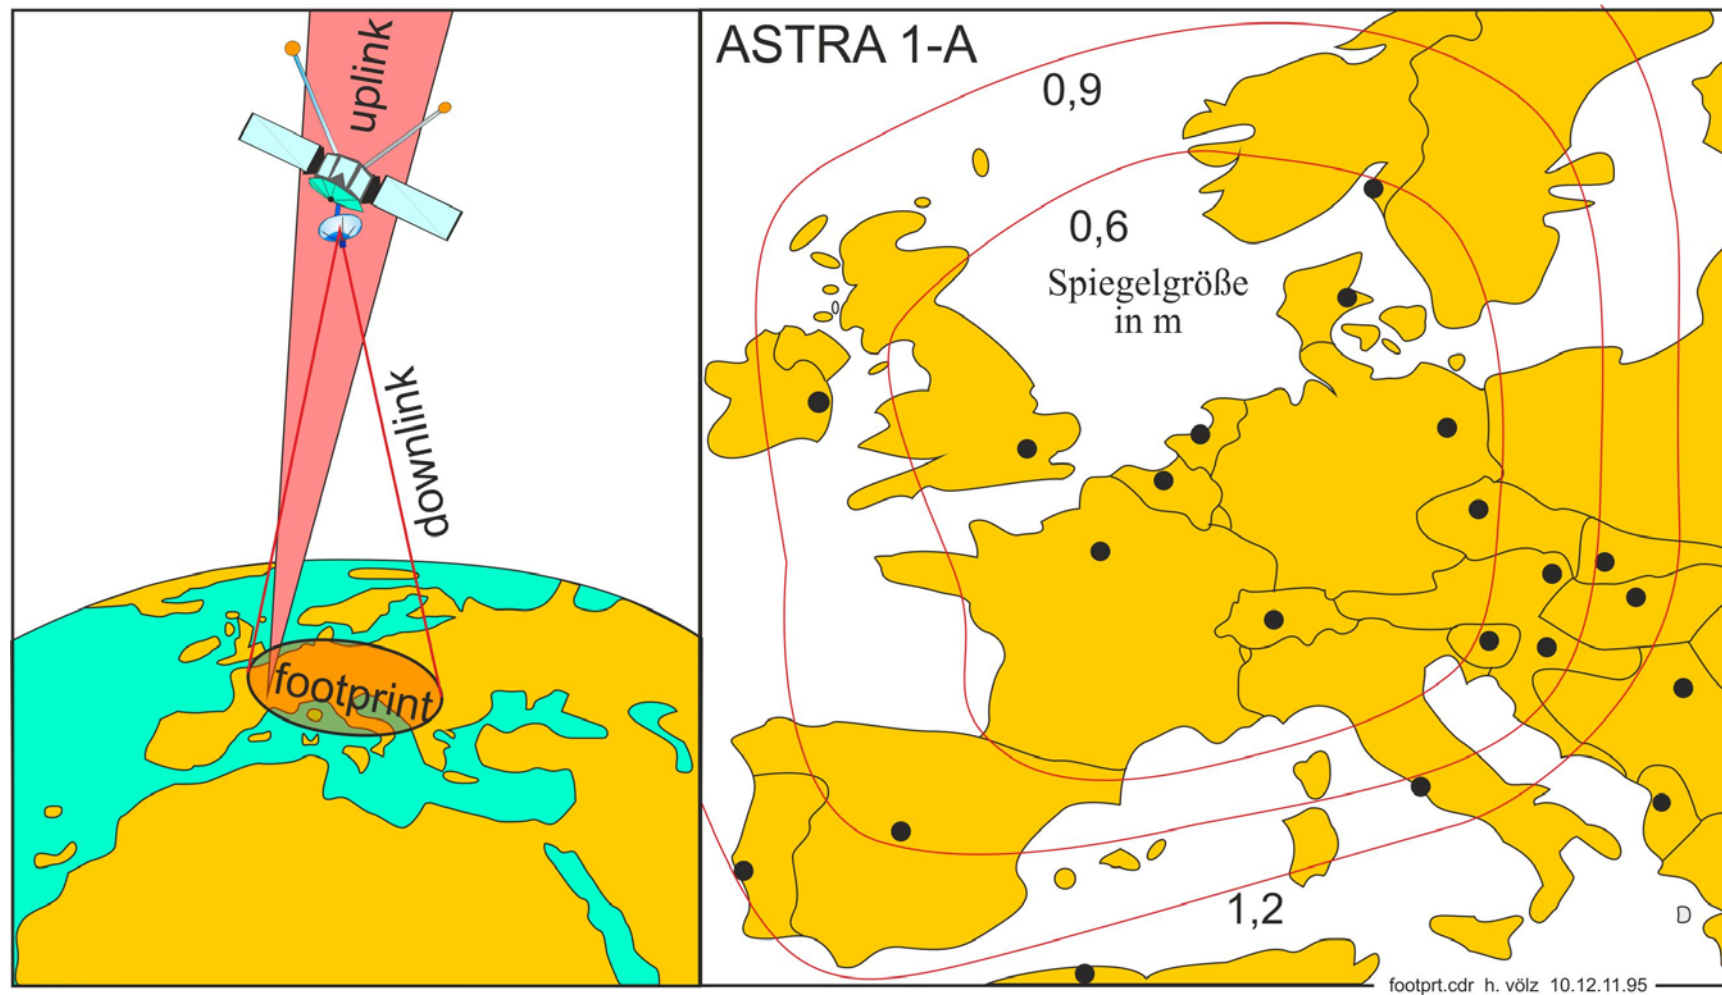 uplink
downlink
footprint
ASTRA 1-A
0,9
0,6
Spiegelgröße
in m
1,2
D
footprt.cdr h. völz 10.12.11.95